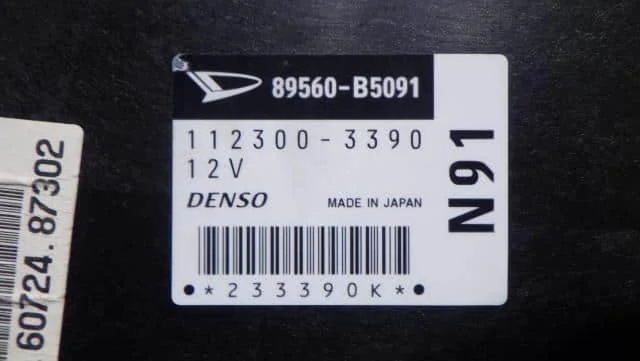 89560-B5091
112300-3390
12V
DENSO
MADE IN JAPAN
*233390K*
N91
60724.87302